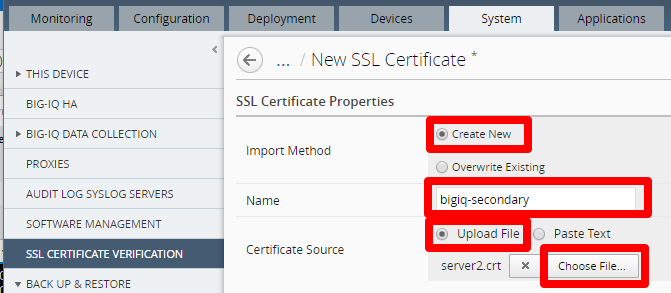 Monitoring Configuration Deployment Devices System Applications
... / New SSL Certificate *
THIS DEVICE
BIG-IQ HA
BIG-IQ DATA COLLECTION
PROXIES
AUDIT LOG SYSLOG SERVERS
SOFTWARE MANAGEMENT
SSL CERTIFICATE VERIFICATION
BACK UP & RESTORE
SSL Certificate Properties
Import Method
Create New
Overwrite Existing
Name
bigiq-secondary
Certificate Source
Upload File Paste Text
server2.crt × Choose File...